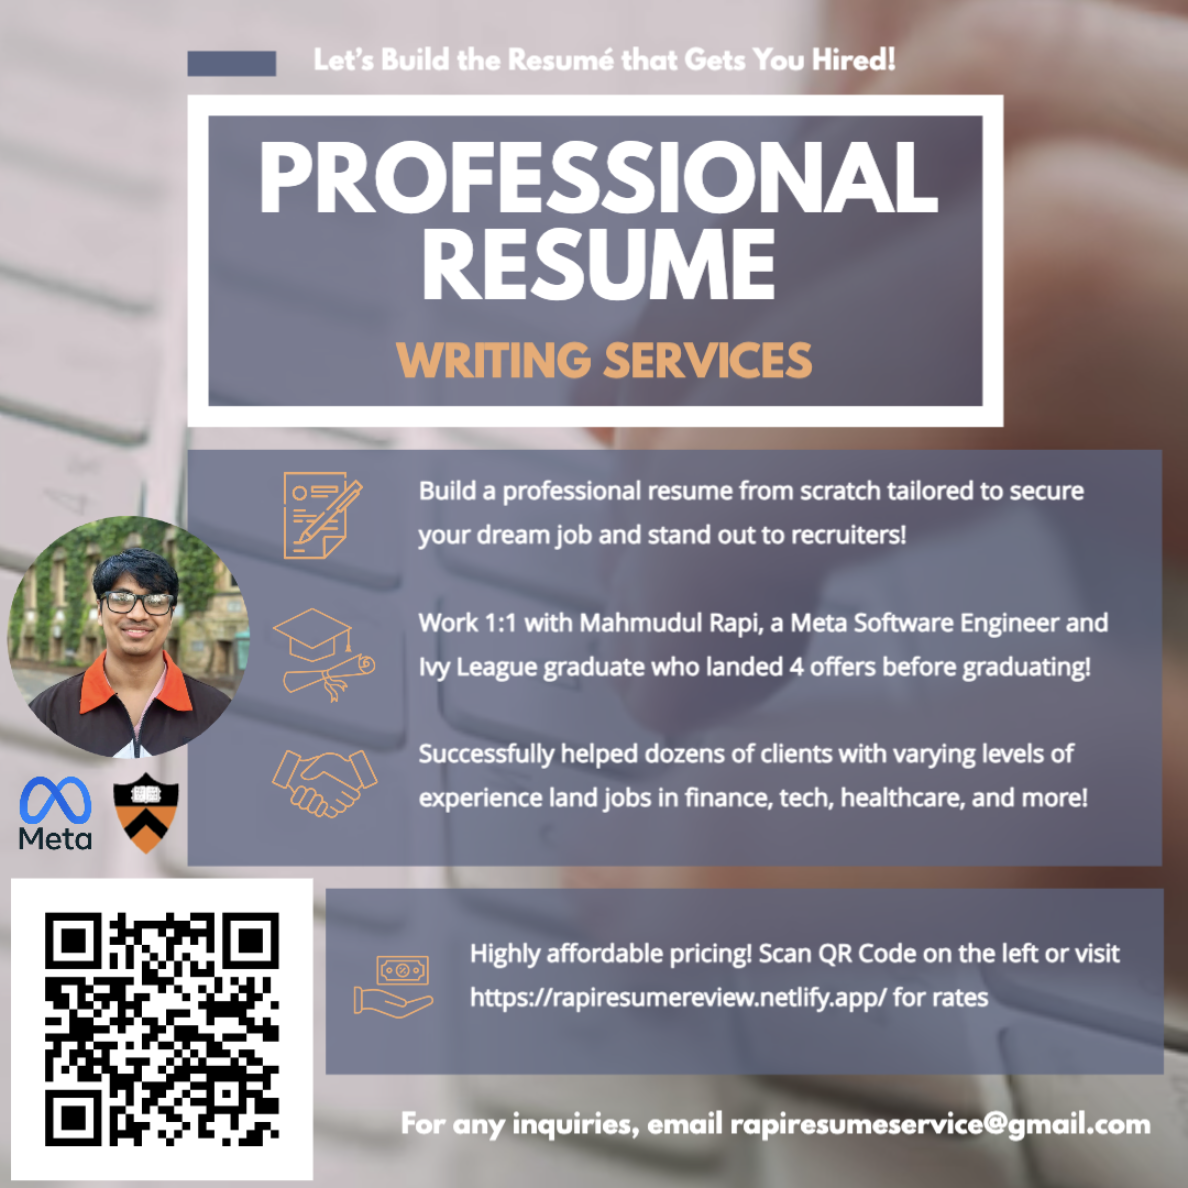 Let’s Build the Resumé that Gets You Hired!
PROFESSIONAL
RESUME
WRITING SERVICES
Build a professional resume from scratch tailored to secure
your dream job and stand out to recruiters!
Work 1:1 with Mahmudul Rapi, a Meta Software Engineer and
Ivy League graduate who landed 4 offers before graduating!
Successfully helped dozens of clients with varying levels of
experience land jobs in finance, tech, healthcare, and more!
Meta
Highly affordable pricing! Scan QR Code on the left or visit
https://rapiresumereview.netlify.app/ for rates
For any inquiries, email rapiresumeservice@gmail.com